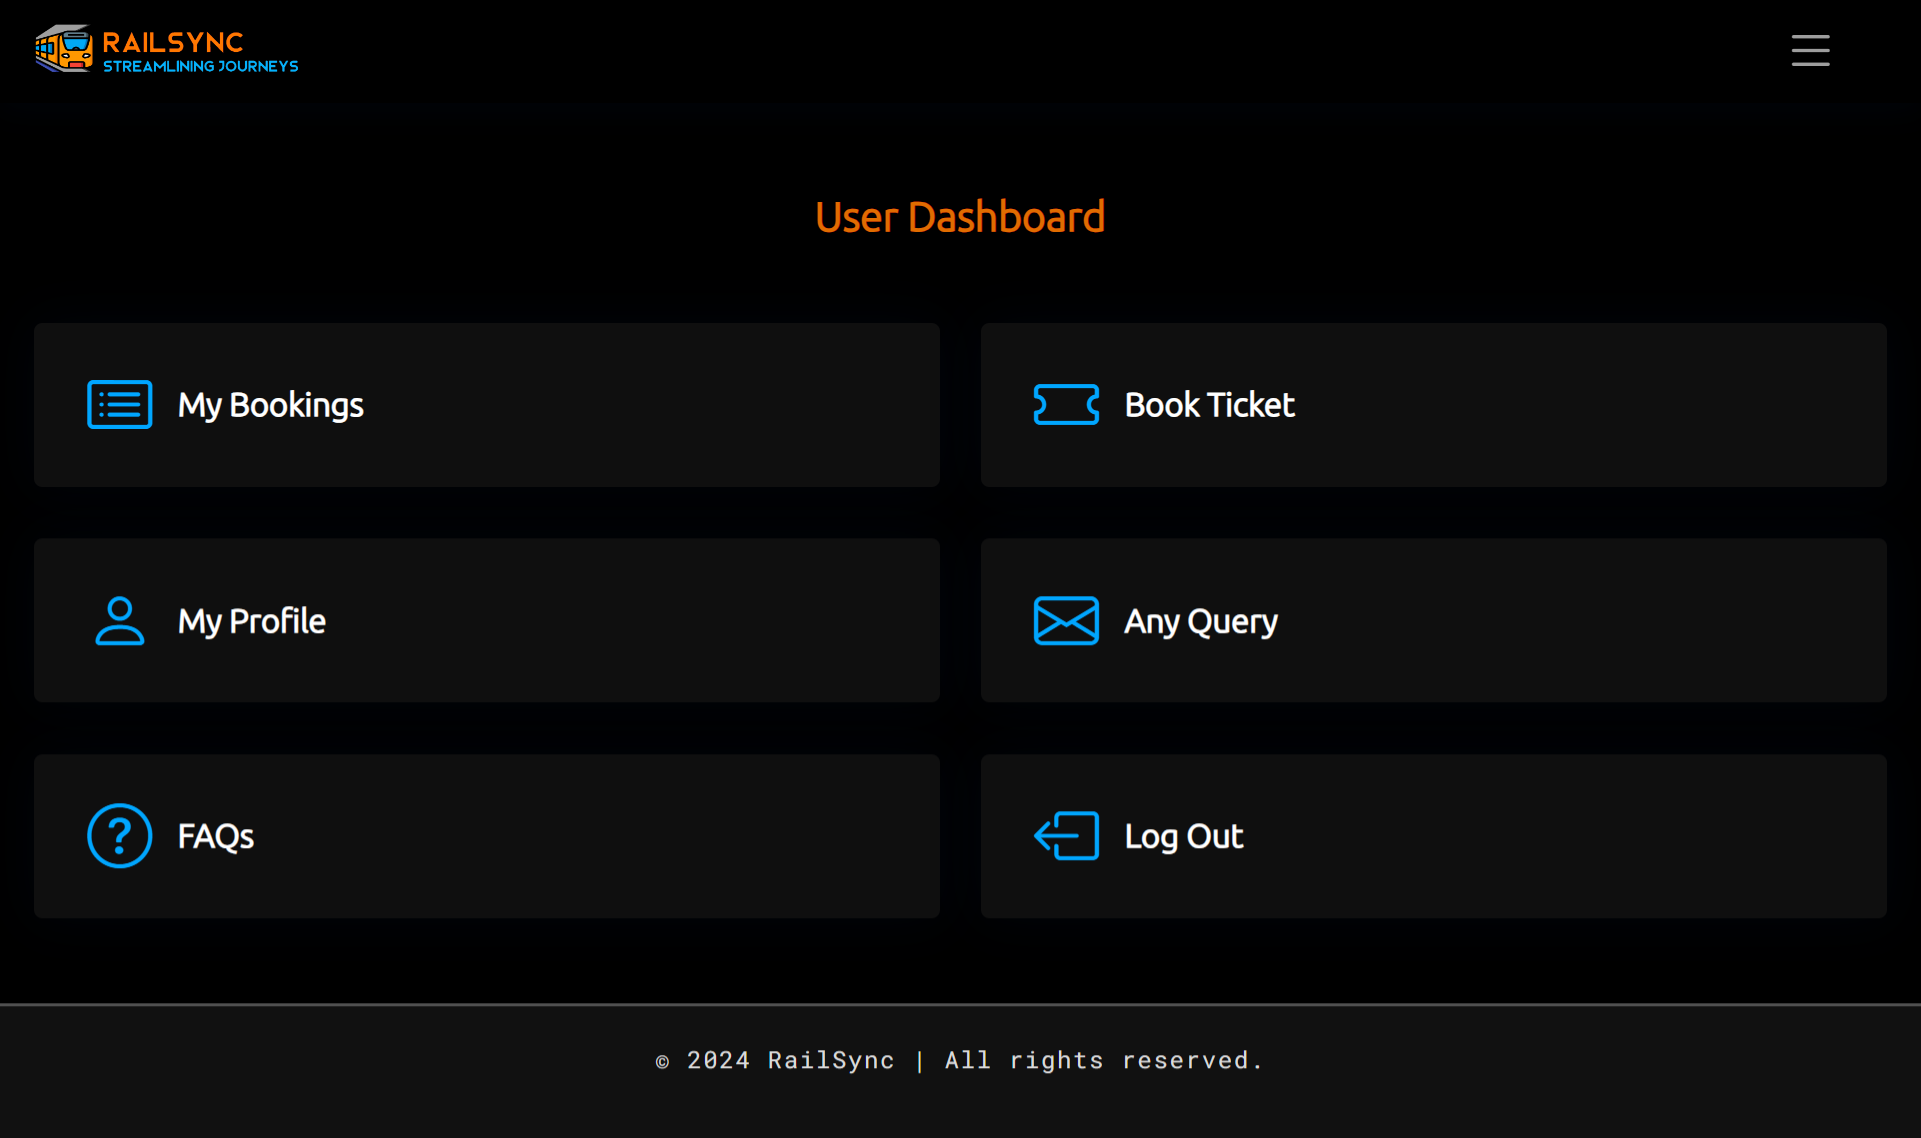 RAILSYNC
STREAMLINING JOURNEYS
User Dashboard
My Bookings
Book Ticket
My Profile
Any Query
FAQs
Log Out
© 2024 RailSync | All rights reserved.